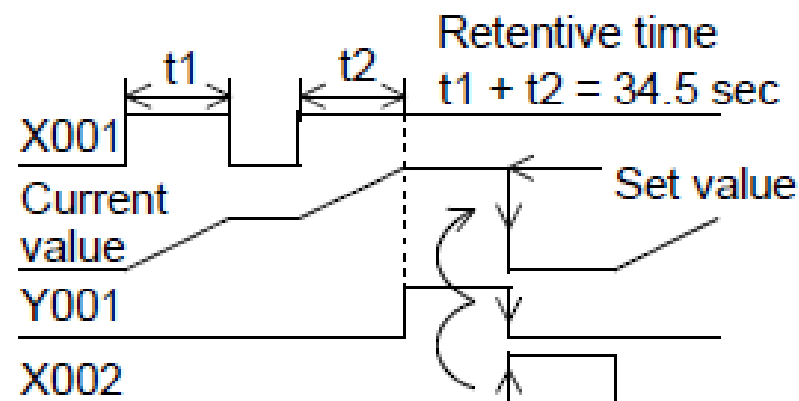 Retentive time
t1 t2 t1 + t2 = 34.5 sec
X001
Set value
Current
value
Y001
X002